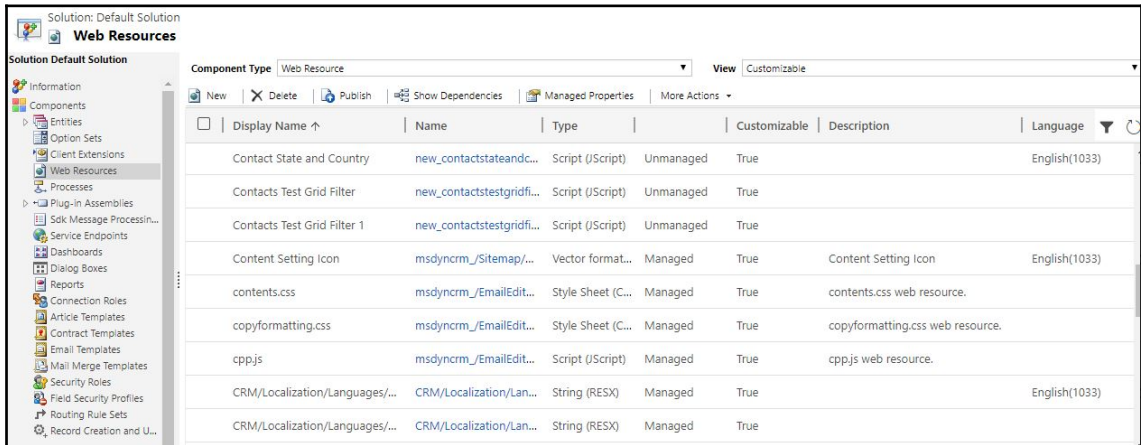 Solution: Default Solution
Web Resources
Solution Default Solution
Information
Components
Entities
Option Sets
Client Extensions
Web Resources
Processes
Plug-in Assemblies
Sdk Message Processin...
Service Endpoints
Dashboards
Dialog Boxes
Reports
Connection Roles
Article Templates
Contract Templates
Email Templates
Mail Merge Templates
Security Roles
Field Security Profiles
Routing Rule Sets
Record Creation and U...
Component Type Web Resource View Customizable
New Delete Publish Show Dependencies Managed Properties More Actions
Display Name ↑ Name Type Customizable Description Language
Contact State and Country new_contactstateandc... Script (JScript) Unmanaged True English(1033)
Contacts Test Grid Filter new_contactstestgridfi... Script (JScript) Unmanaged True
Contacts Test Grid Filter 1 new_contactstestgridfi... Script (JScript) Unmanaged True
Content Setting Icon msdyncrm_/Sitemap/... Vector format... Managed True Content Setting Icon English(1033)
contents.css msdyncrm_/EmailEdit... Style Sheet (C... Managed True contents.css web resource.
copyformatting.css msdyncrm_/EmailEdit... Style Sheet (C... Managed True copyformatting.css web resource.
cpp.js msdyncrm_/EmailEdit... Script (JScript) Managed True cpp.js web resource.
CRM/Localization/Languages/... CRM/Localization/Lan... String (RESX) Managed True English(1033)
CRM/Localization/Languages/... CRM/Localization/Lan... String (RESX) Managed True